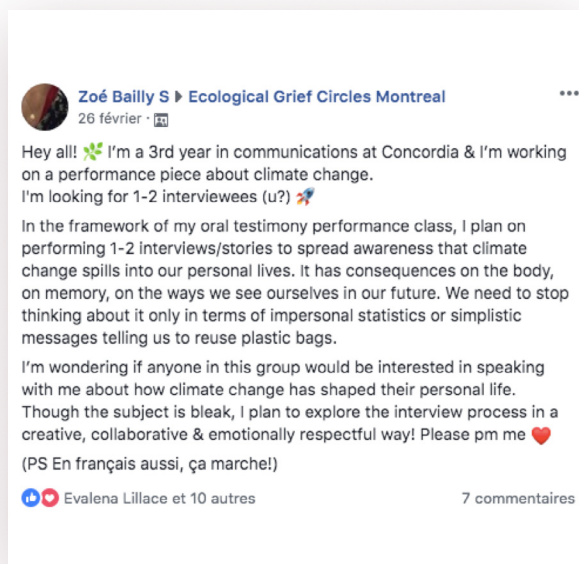 Zoé Bailly S ▶ Ecological Grief Circles Montreal
26 février ·
Hey all! 🌿 I'm a 3rd year in communications at Concordia & I'm working
on a performance piece about climate change.
I'm looking for 1-2 interviewees (u?) 🚀
In the framework of my oral testimony performance class, I plan on
performing 1-2 interviews/stories to spread awareness that climate
change spills into our personal lives. It has consequences on the body,
on memory, on the ways we see ourselves in our future. We need to stop
thinking about it only in terms of impersonal statistics or simplistic
messages telling us to reuse plastic bags.
I'm wondering if anyone in this group would be interested in speaking
with me about how climate change has shaped their personal life.
Though the subject is bleak, I plan to explore the interview process in a
creative, collaborative & emotionally respectful way! Please pm me ❤️
(PS En français aussi, ça marche!)
Evalena Lillace et 10 autres 7 commentaires